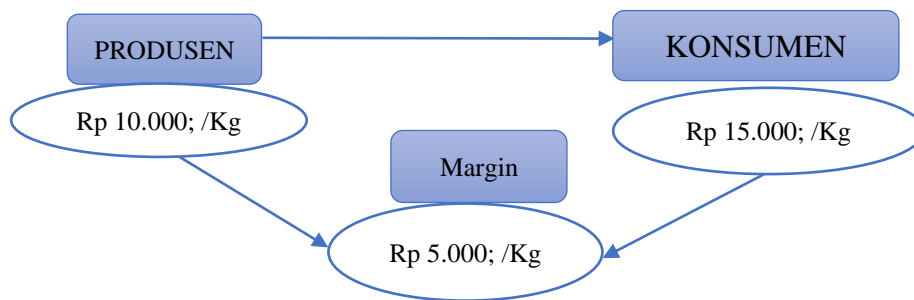 PRODUSEN
KONSUMEN
Rp 10.000; /Kg
Rp 15.000; /Kg
Margin
Rp 5.000; /Kg